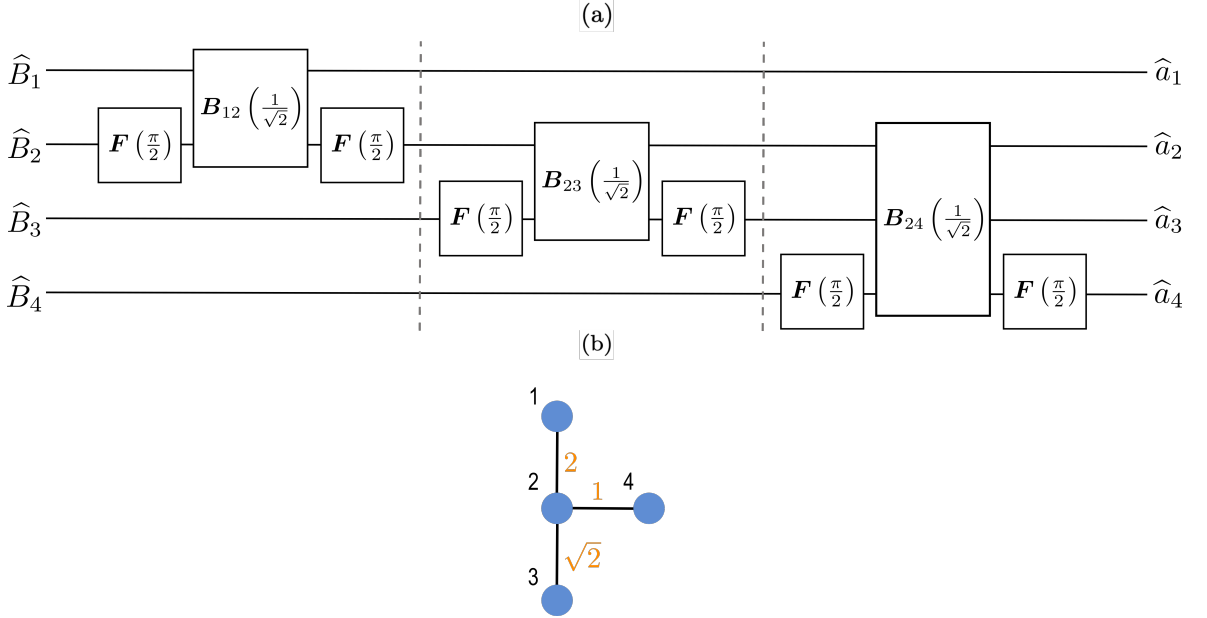 (a)
B̂₁ B₁₂ (1/√2) â₁
B̂₂ F (π/2) F (π/2) B₂₃ (1/√2) â₂
B̂₃ F (π/2) F (π/2) B₂₄ (1/√2) â₃
B̂₄ F (π/2) F (π/2) â₄
(b)
1
2
2 1 4
√2
3